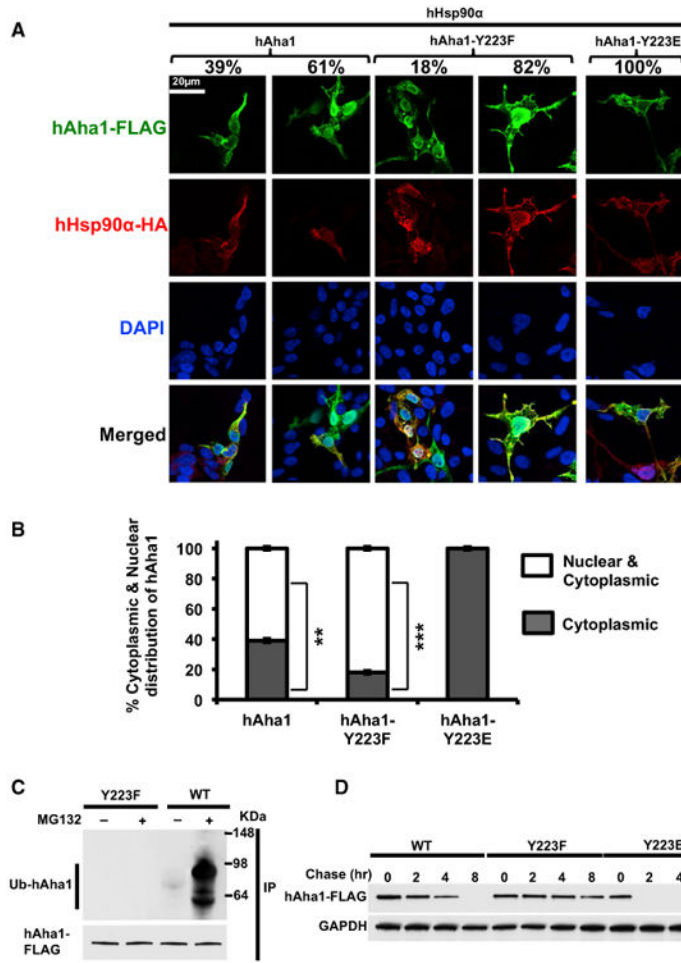 A
hHsp90α
hAha1 hAha1-Y223F hAha1-Y223E
39% 61% 18% 82% 100%
20μm
hAha1-FLAG
hHsp90α-HA
DAPI
Merged
B
% Cytoplasmic & Nuclear
distribution of hAha1
100
80
60
40
20
0
**
***
hAha1 hAha1-Y223F hAha1-Y223E
Nuclear &
Cytoplasmic
Cytoplasmic
C
Y223F WT
MG132 – + – + KDa
148
98
64
Ub-hAha1
IP
hAha1-
FLAG
D
WT Y223F Y223E
Chase (hr) 0 2 4 8 0 2 4 8 0 2 4
hAha1-FLAG
GAPDH